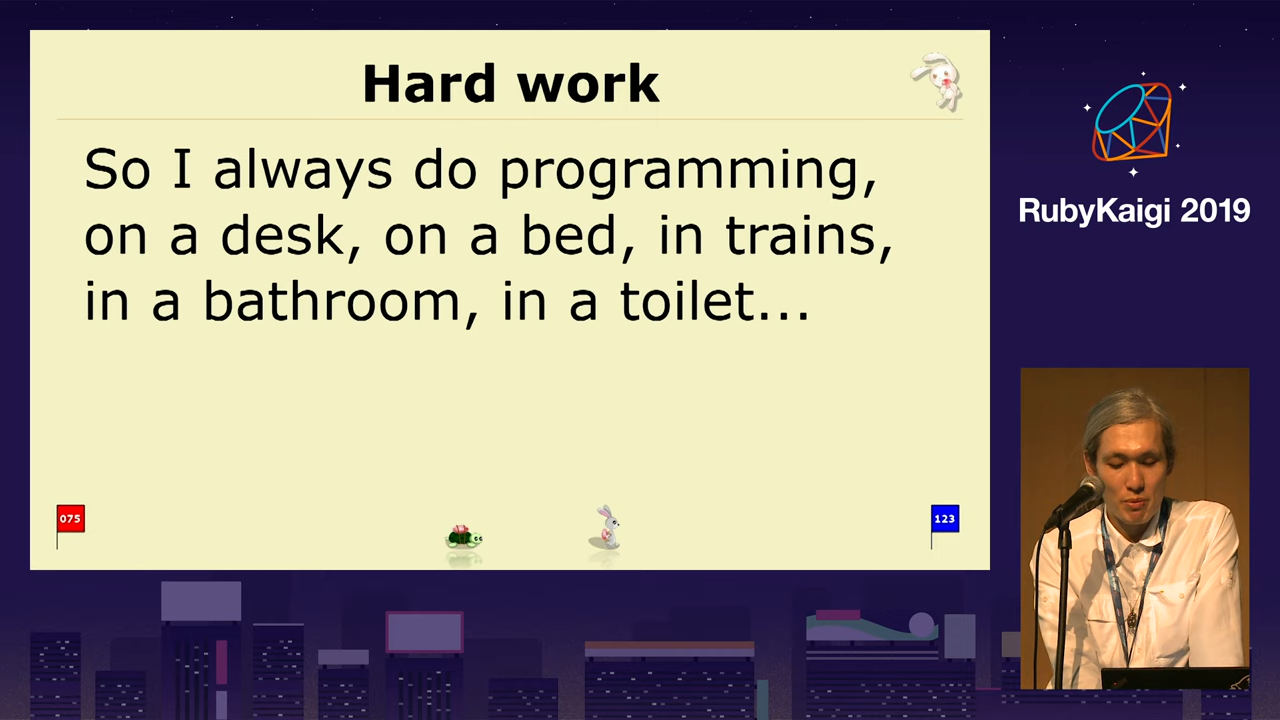 Hard work
So I always do programming,
on a desk, on a bed, in trains,
in a bathroom, in a toilet...
075
123
RubyKaigi 2019